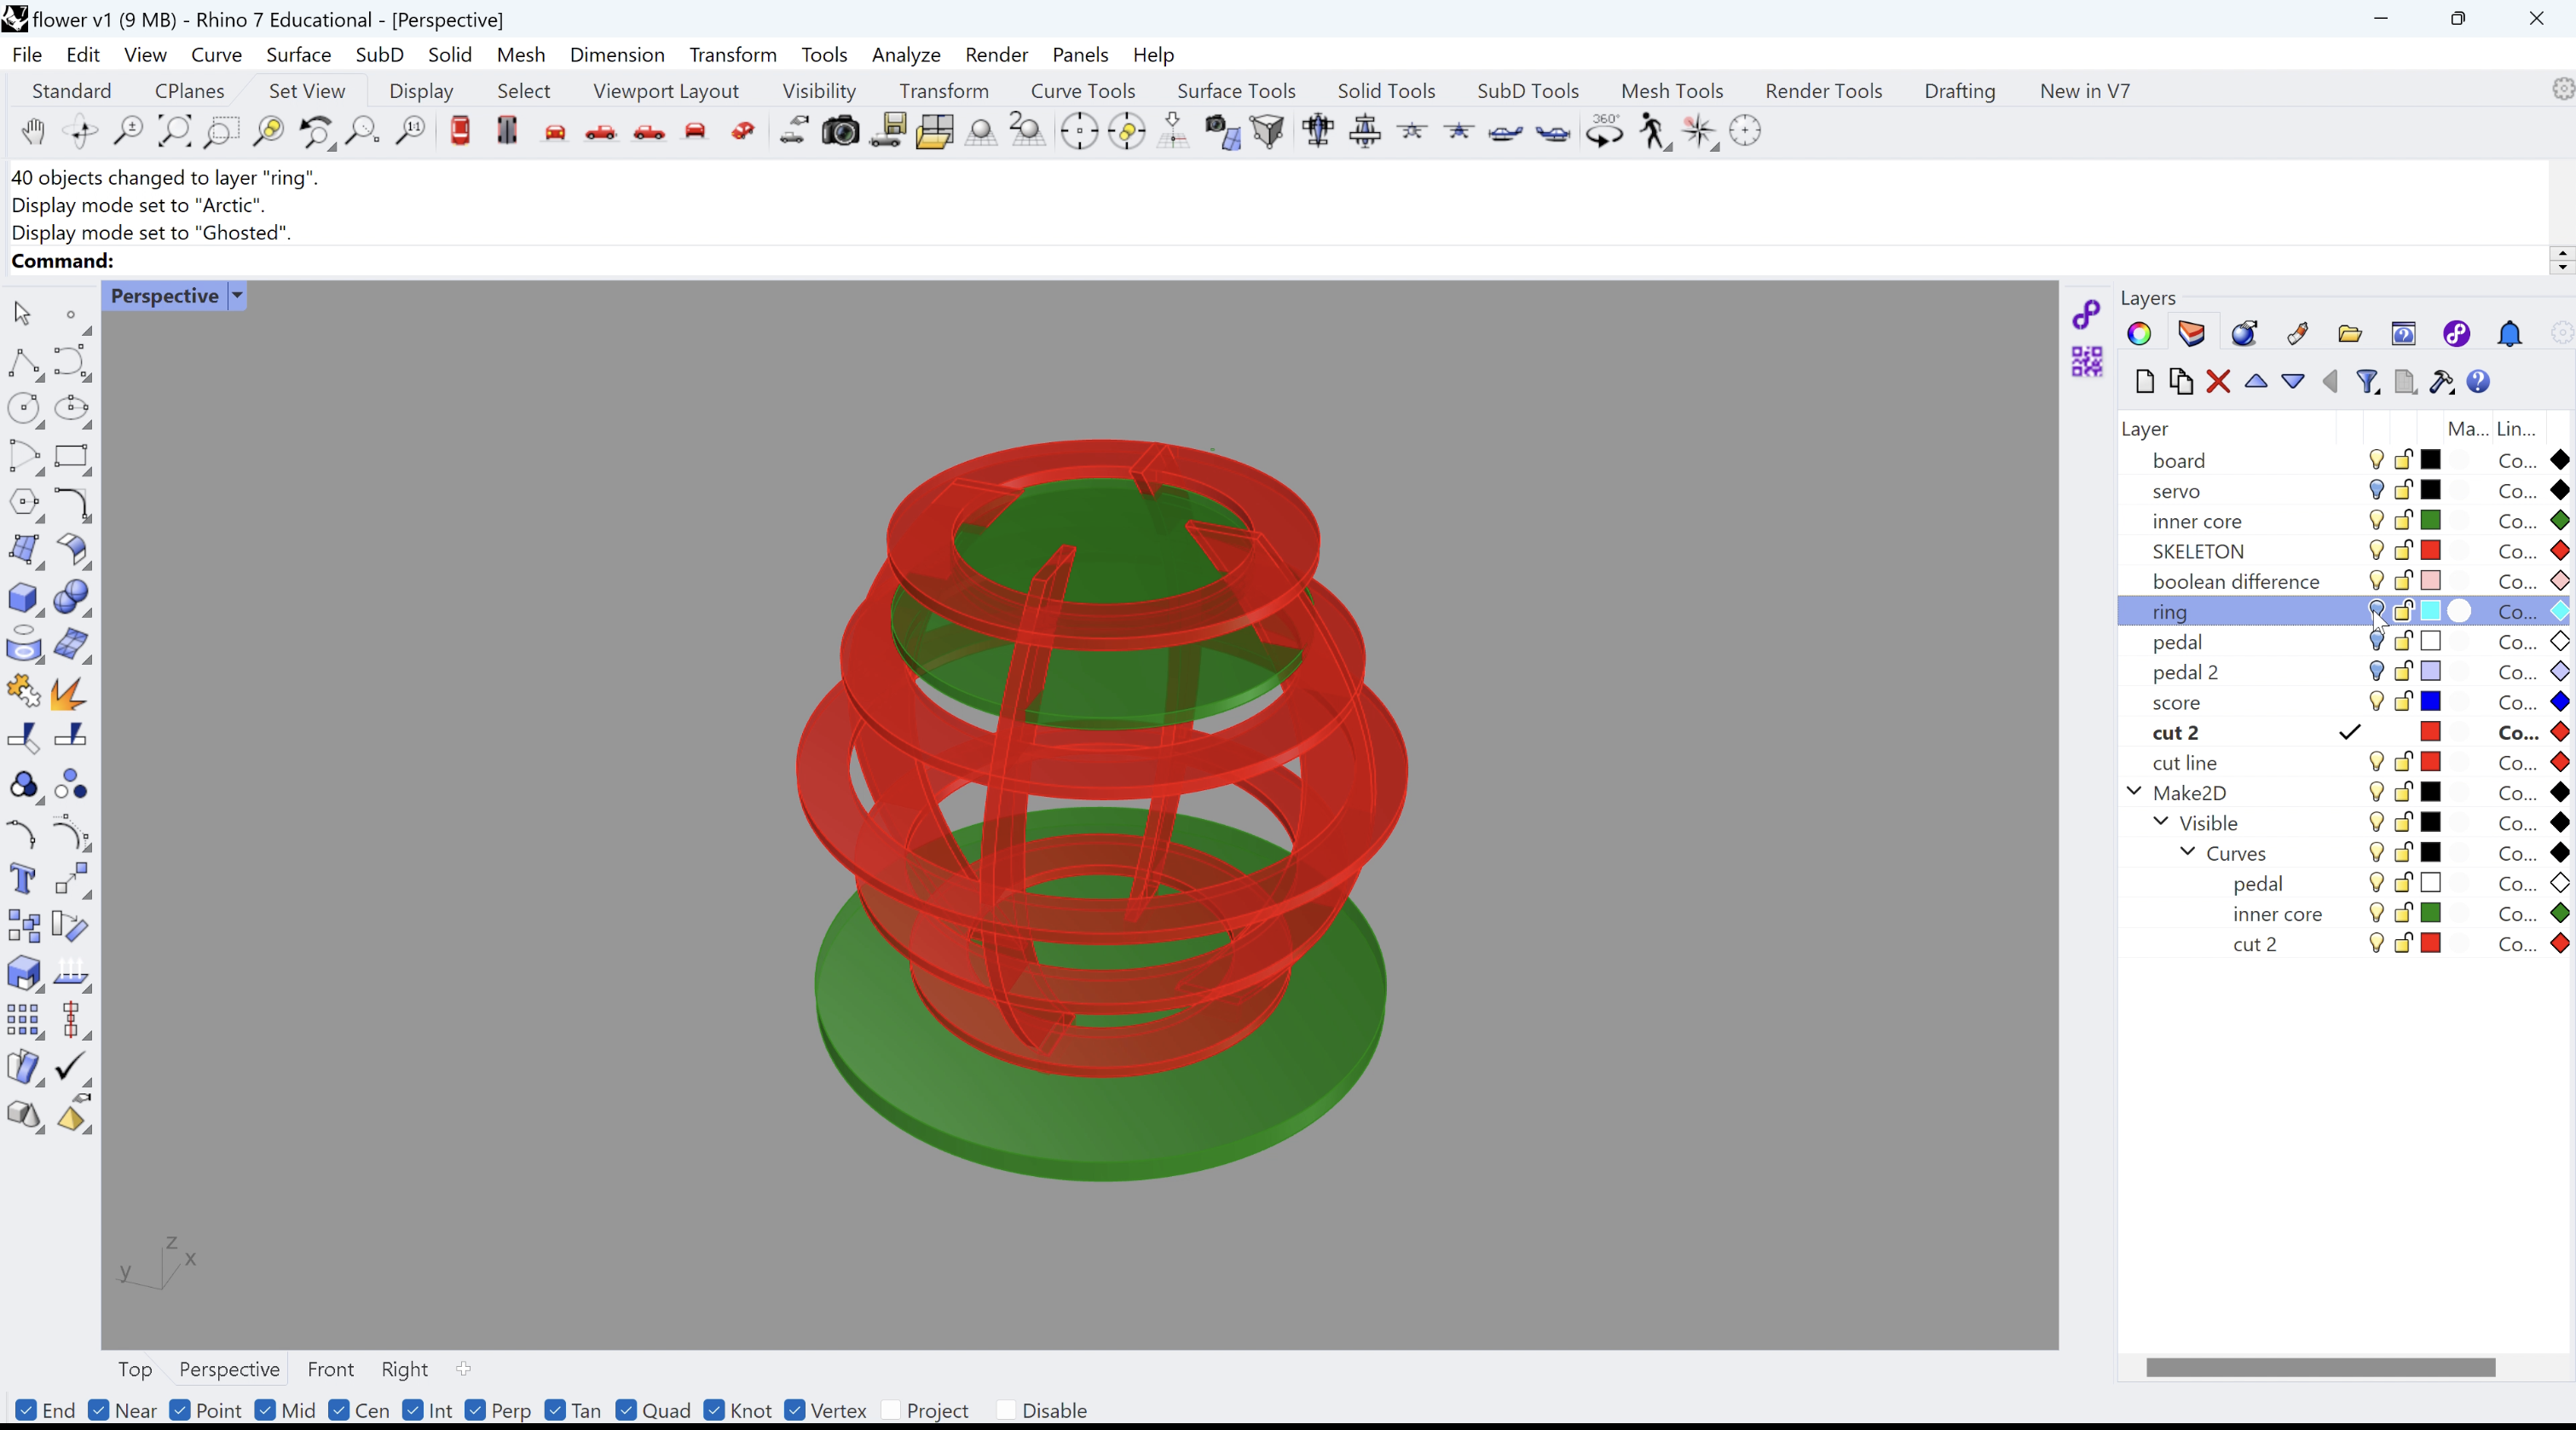 flower v1 (9 MB) - Rhino 7 Educational - [Perspective]
File Edit View Curve Surface SubD Solid Mesh Dimension Transform Tools Analyze Render Panels Help
Standard CPlanes Set View Display Select Viewport Layout Visibility Transform Curve Tools Surface Tools Solid Tools SubD Tools Mesh Tools Render Tools Drafting New in V7
1:1 2 360°
40 objects changed to layer "ring".
Display mode set to "Arctic".
Display mode set to "Ghosted".
Command:
Perspective
Layers
Layer Ma... Lin...
board Co...
servo Co...
inner core Co...
SKELETON Co...
boolean difference Co...
ring Co...
pedal Co...
pedal 2 Co...
score Co...
cut 2 Co...
cut line Co...
Make2D Co...
Visible Co...
Curves Co...
pedal Co...
inner core Co...
cut 2 Co...
z
y x
Top Perspective Front Right
End Near Point Mid Cen Int Perp Tan Quad Knot Vertex Project Disable